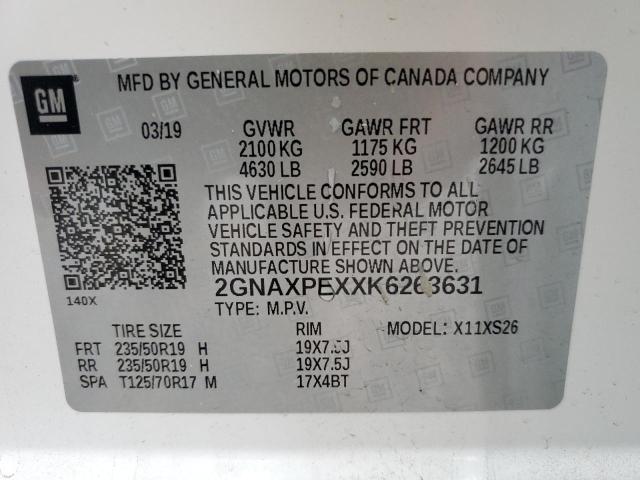 GM
MFD BY GENERAL MOTORS OF CANADA COMPANY
03/19 GVWR GAWR FRT GAWR RR
2100 KG 1175 KG 1200 KG
4630 LB 2590 LB 2645 LB
THIS VEHICLE CONFORMS TO ALL
APPLICABLE U.S. FEDERAL MOTOR
VEHICLE SAFETY AND THEFT PREVENTION
STANDARDS IN EFFECT ON THE DATE OF
MANUFACTURE SHOWN ABOVE.
140X 2GNAXPEXXK6263631
TYPE: M.P.V.
TIRE SIZE RIM MODEL: X11XS26
FRT 235/50R19 H 19X7.5J
RR 235/50R19 H 19X7.5J
SPA T125/70R17 M 17X4BT